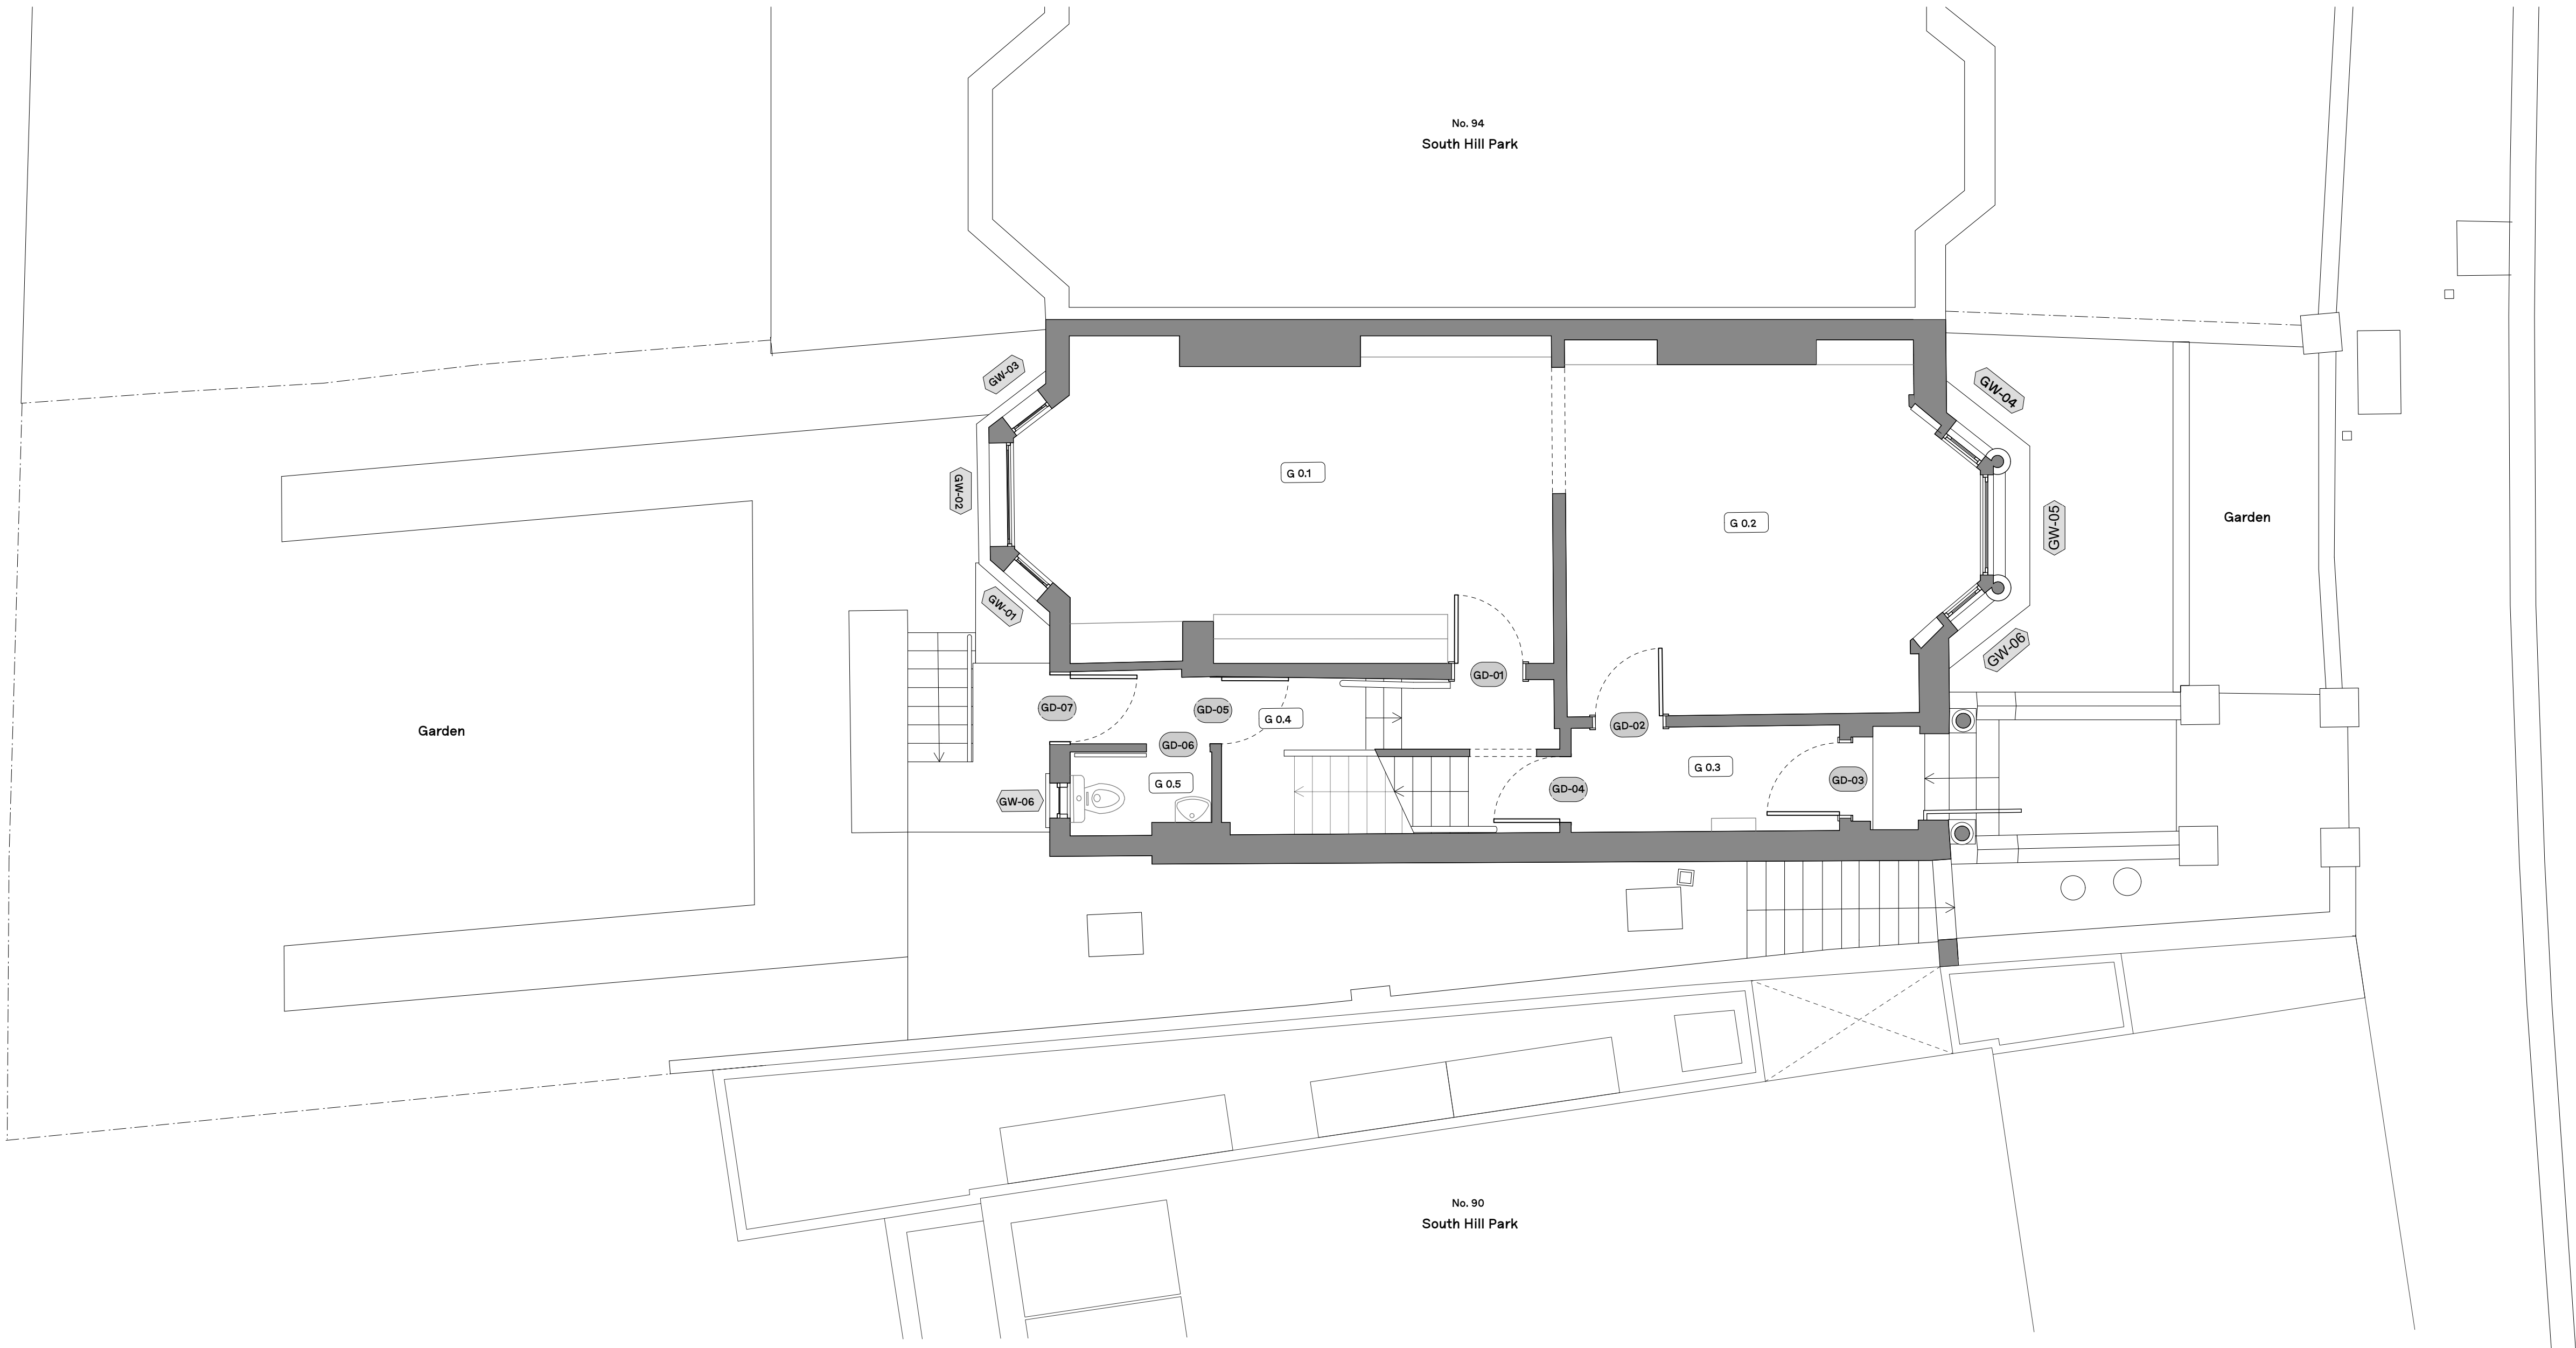 No. 94
South Hill Park
GW-03
GW-04
G 0.1
GW-02
G 0.2
GW-05
Garden
GW-01
GW-06
GD-01
GD-07
GD-05
G 0.4
GD-02
Garden
GD-06
G 0.3
GD-03
G 0.5
GD-04
GW-06
No. 90
South Hill Park